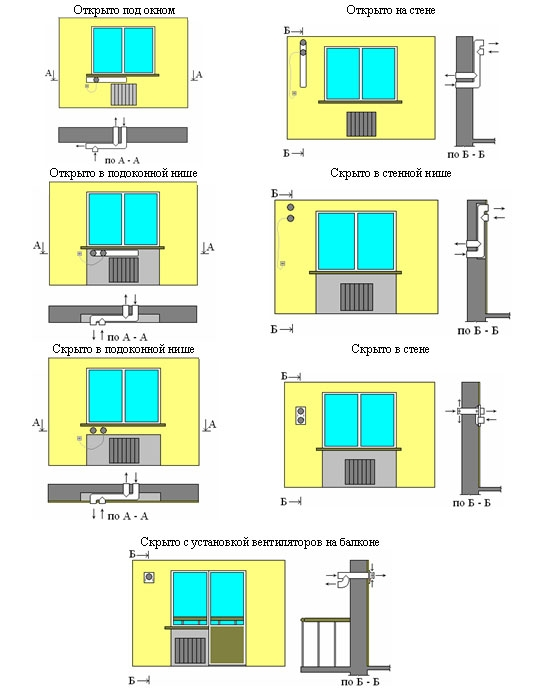 Открыто под окном
А А
по А - А
Открыто на стене
Б
Б
по Б - Б
Открыто в подоконной нише
А А
по А - А
Скрыто в стенной нише
Б
Б
по Б - Б
Скрыто в подоконной нише
А А
по А - А
Скрыто в стене
Б
Б
по Б - Б
Скрыто с установкой вентиляторов на балконе
Б
Б
по Б - Б